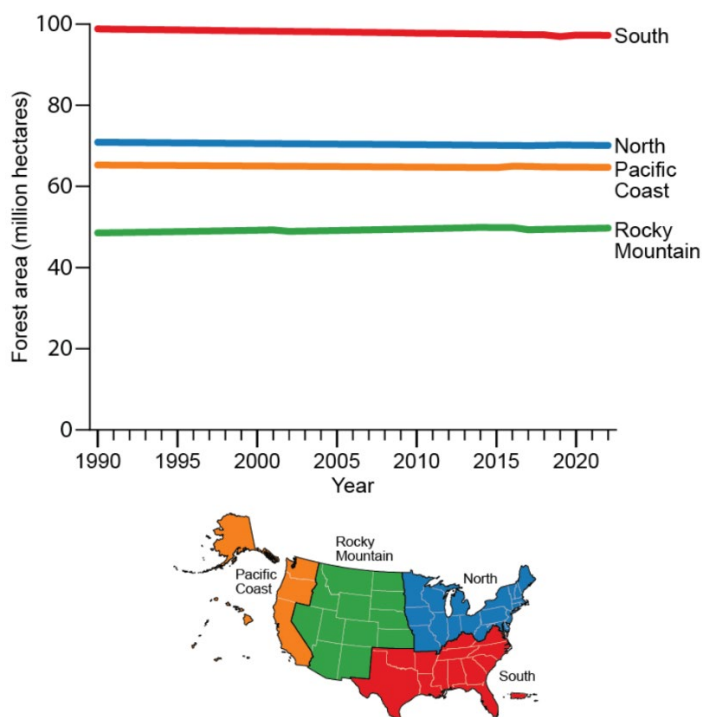 100
80
60
40
20
0
Forest area (million hectares)
South
North
Pacific
Coast
Rocky
Mountain
1990 1995 2000 2005 2010 2015 2020
Year
Rocky
Mountain
Pacific
Coast
North
South